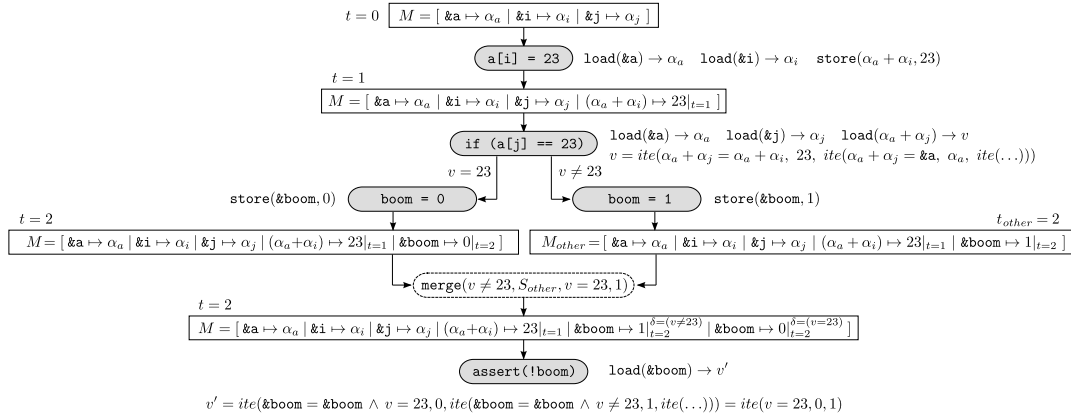 t = 0 M = [ &a ↦ α_a | &i ↦ α_i | &j ↦ α_j ]
a[i] = 23 load(&a) → α_a load(&i) → α_i store(α_a + α_i, 23)
t = 1
M = [ &a ↦ α_a | &i ↦ α_i | &j ↦ α_j | (α_a + α_i) ↦ 23|_{t=1} ]
if (a[j] == 23) load(&a) → α_a load(&j) → α_j load(α_a + α_j) → v
v = ite(α_a + α_j = α_a + α_i, 23, ite(α_a + α_j = &a, α_a, ite(...)))
v = 23 v ≠ 23
store(&boom, 0) boom = 0 boom = 1 store(&boom, 1)
t = 2 t_{other} = 2
M = [ &a ↦ α_a | &i ↦ α_i | &j ↦ α_j | (α_a+α_i) ↦ 23|_{t=1} | &boom ↦ 0|_{t=2} ] M_{other} = [ &a ↦ α_a | &i ↦ α_i | &j ↦ α_j | (α_a + α_i) ↦ 23|_{t=1} | &boom ↦ 1|_{t=2} ]
merge(v ≠ 23, S_{other}, v = 23, 1)
t = 2
M = [ &a ↦ α_a | &i ↦ α_i | &j ↦ α_j | (α_a+α_i) ↦ 23|_{t=1} | &boom ↦ 1|_{t=2}^{δ=(v≠23)} | &boom ↦ 0|_{t=2}^{δ=(v=23)} ]
assert(!boom) load(&boom) → v′
v′ = ite(&boom = &boom ∧ v = 23, 0, ite(&boom = &boom ∧ v ≠ 23, 1, ite(...))) = ite(v = 23, 0, 1)